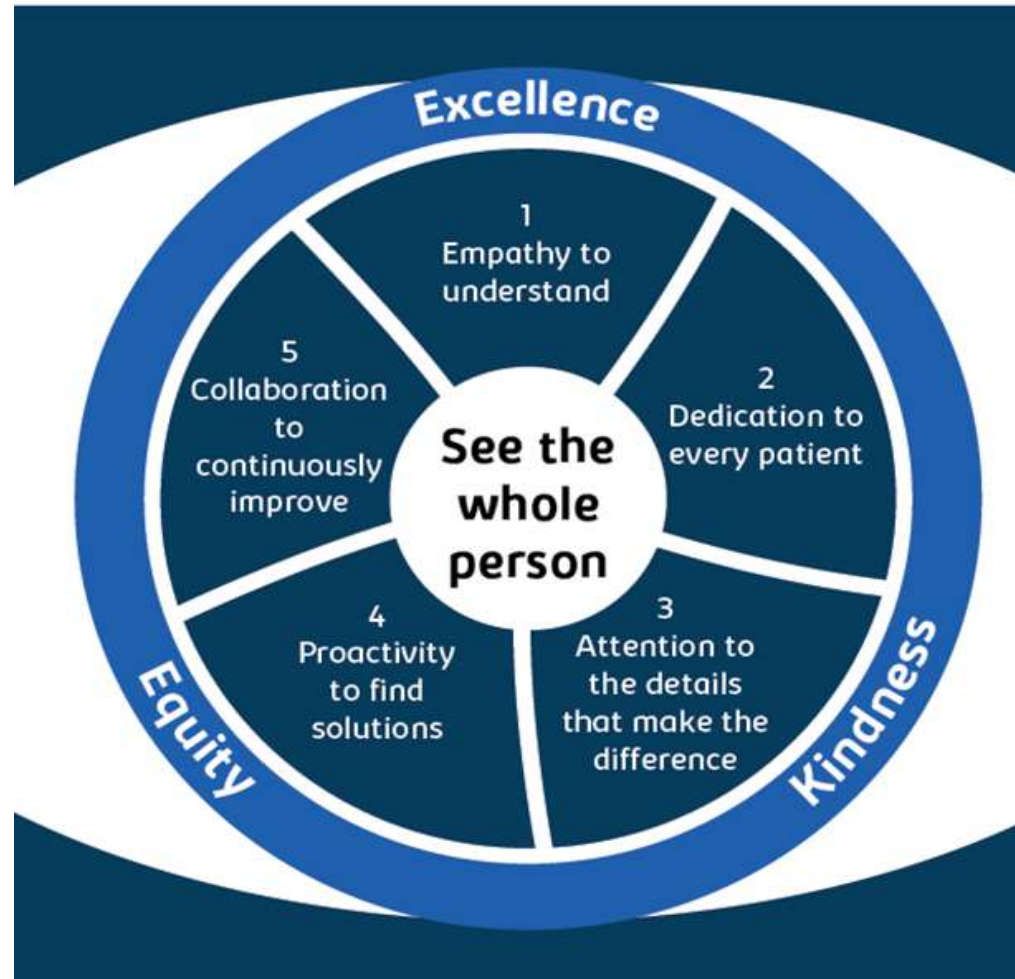 Excellence
1
Empathy to
understand
2
Dedication to
every patient
3
Attention to
the details
that make the
difference
4
Proactivity
to find
solutions
5
Collaboration
to
continuously
improve
See the
whole
person
Kindness
Equity